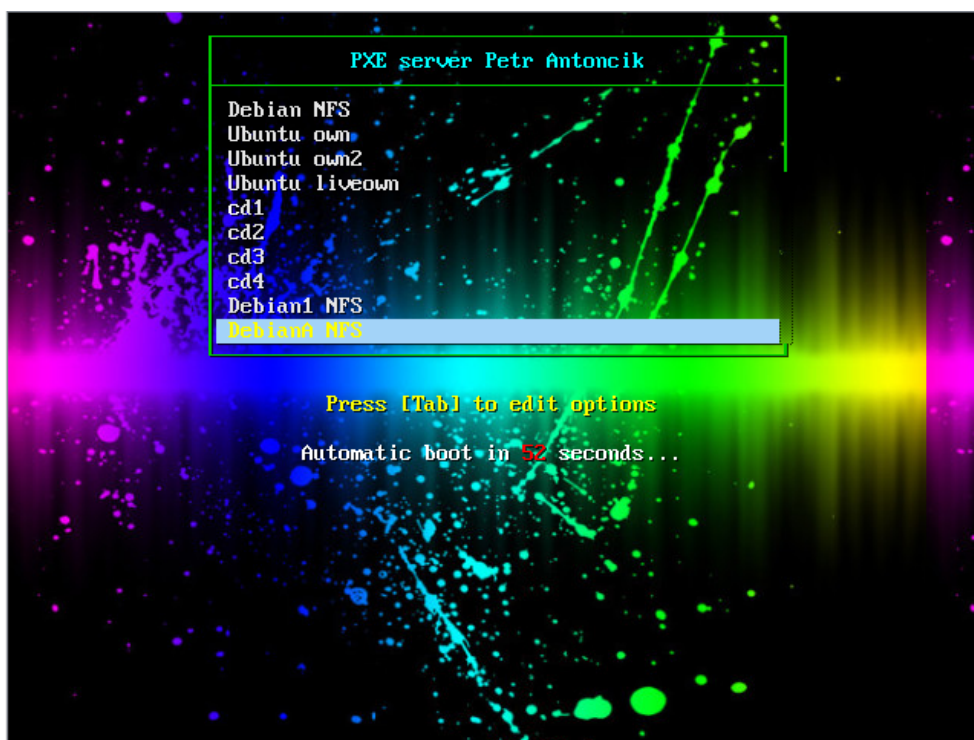 PXE server Petr Antoncik
Debian NFS
Ubuntu own
Ubuntu own2
Ubuntu liveown
cd1
cd2
cd3
cd4
Debian1 NFS
DebianA NFS
Press [Tab] to edit options
Automatic boot in 52 seconds...